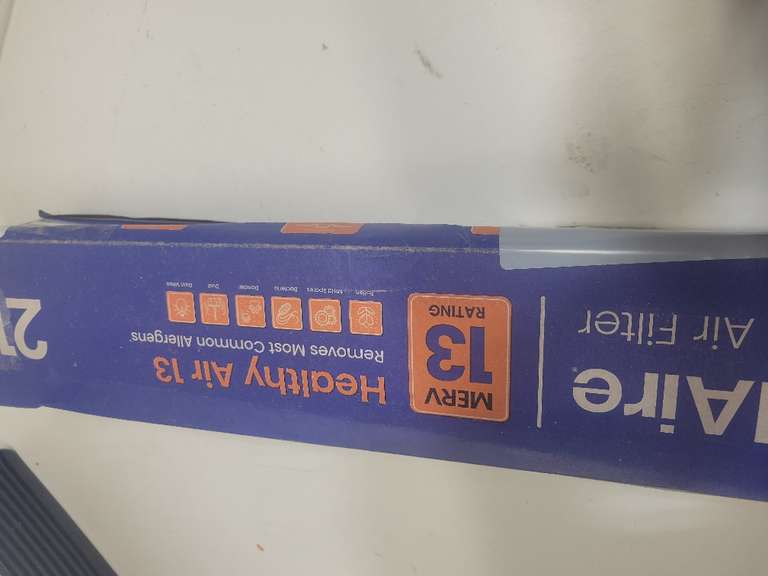 Aire®
Air Filter
MERV
13
RATING
Healthy Air 13
Removes Most Common Allergens
Pollen
Mold Spores
Bacteria
Dander
Dust
Dust Mites